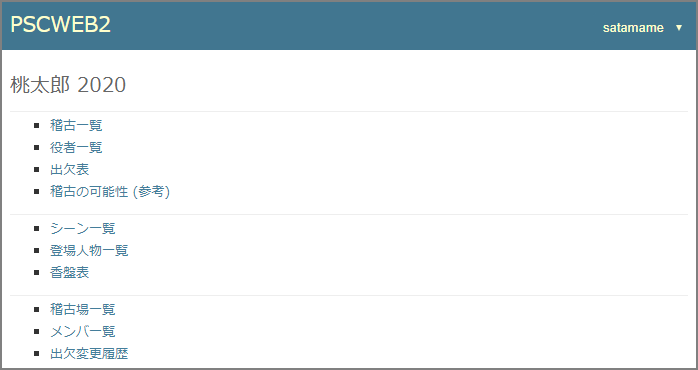 PSCWEB2
satamame ▼
桃太郎 2020
稽古一覧
役者一覧
出欠表
稽古の可能性 (参考)
シーン一覧
登場人物一覧
香盤表
稽古場一覧
メンバ一覧
出欠変更履歴